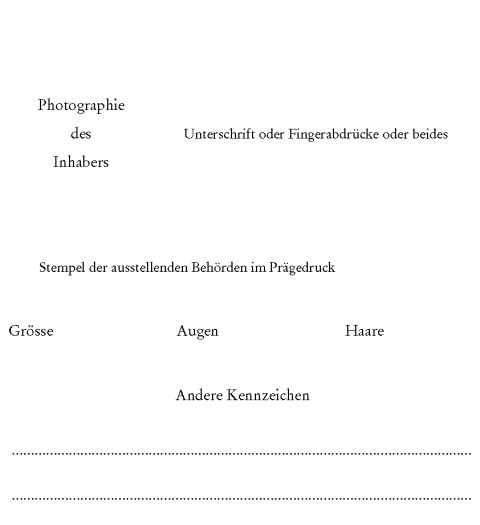 Photographie
des
Unterschrift oder Fingerabdrücke oder beides
Inhabers
Stempel der ausstellenden Behörden im Prägedruck
Grösse Augen Haare
Andere Kennzeichen
........................................................................................................................
........................................................................................................................